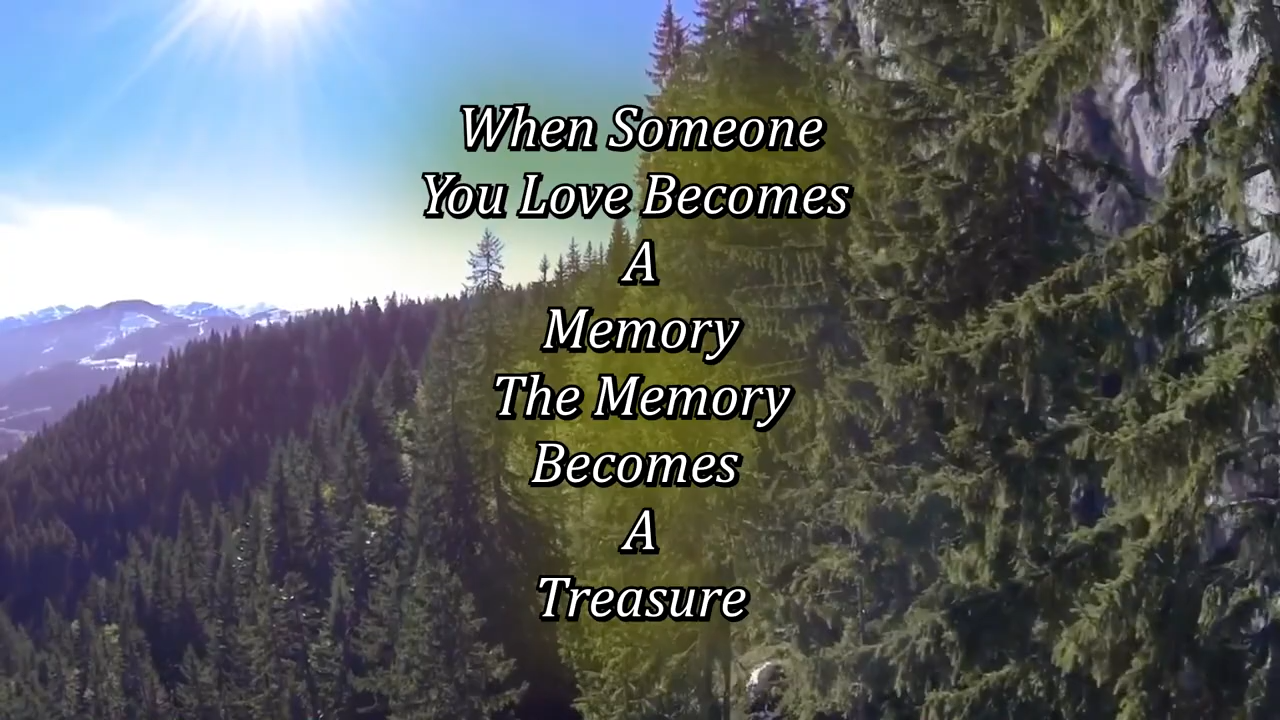 When Someone
You Love Becomes
A
Memory
The Memory
Becomes
A
Treasure